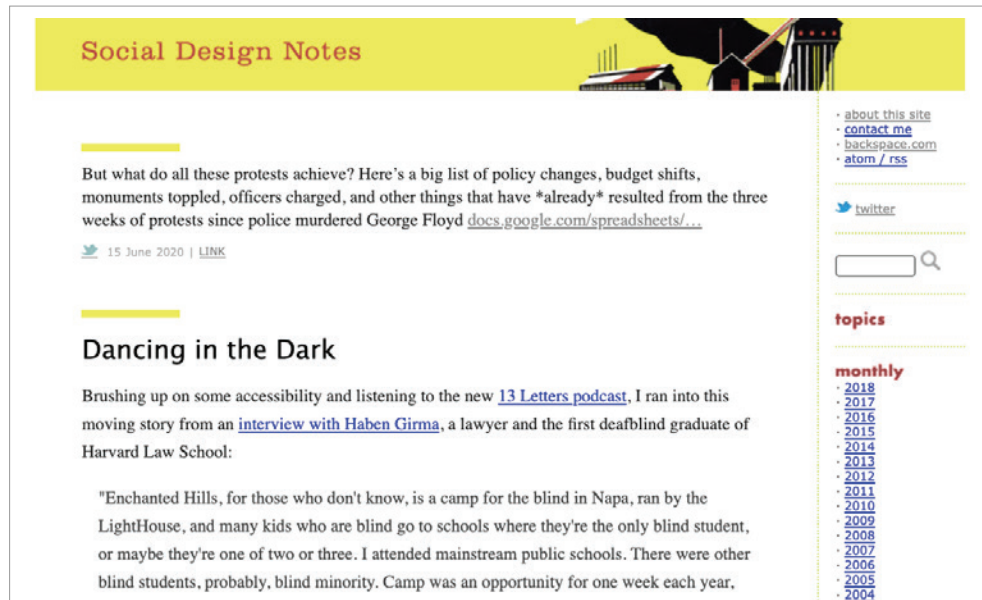 Social Design Notes
But what do all these protests achieve? Here’s a big list of policy changes, budget shifts,
monuments toppled, officers charged, and other things that have *already* resulted from the three
weeks of protests since police murdered George Floyd docs.google.com/spreadsheets/…
15 June 2020 | LINK
Dancing in the Dark
Brushing up on some accessibility and listening to the new 13 Letters podcast, I ran into this
moving story from an interview with Haben Girma, a lawyer and the first deafblind graduate of
Harvard Law School:
"Enchanted Hills, for those who don't know, is a camp for the blind in Napa, ran by the
LightHouse, and many kids who are blind go to schools where they're the only blind student,
or maybe they're one of two or three. I attended mainstream public schools. There were other
blind students, probably, blind minority. Camp was an opportunity for one week each year,
· about this site
· contact me
· backspace.com
· atom / rss
twitter
topics
monthly
· 2018
· 2017
· 2016
· 2015
· 2014
· 2013
· 2012
· 2011
· 2010
· 2009
· 2008
· 2007
· 2006
· 2005
· 2004